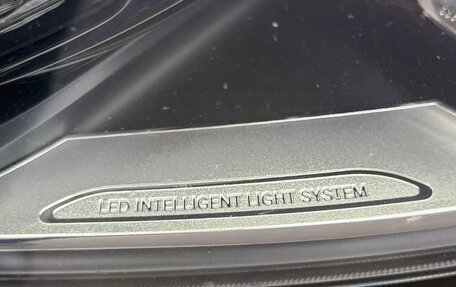 LED INTELLIGENT LIGHT SYSTEM